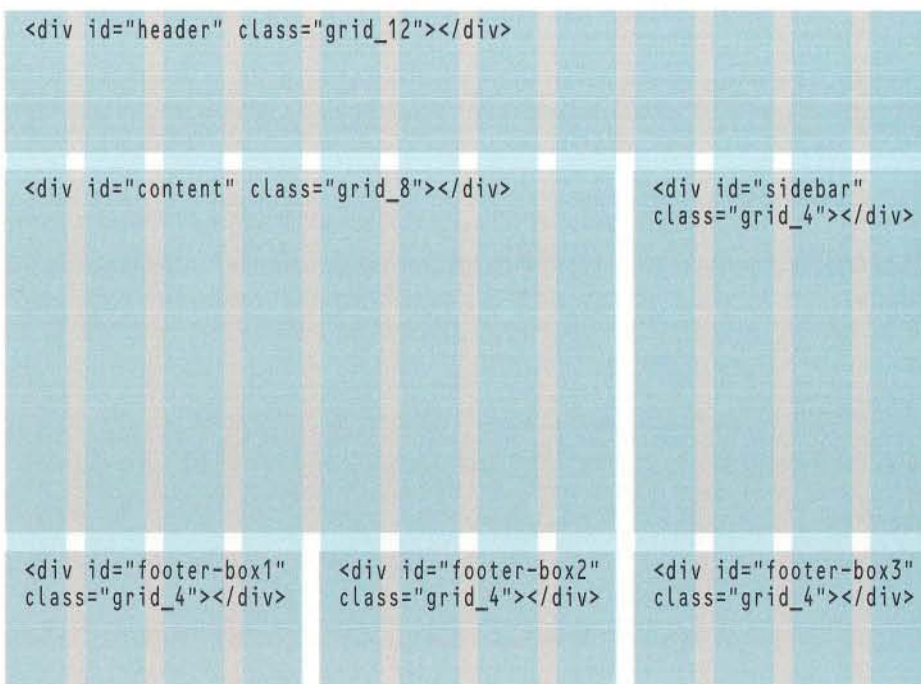 <div id="header" class="grid_12"></div>
<div id="content" class="grid_8"></div>
<div id="sidebar"
class="grid_4"></div>
<div id="footer-box1"
class="grid_4"></div>
<div id="footer-box2"
class="grid_4"></div>
<div id="footer-box3"
class="grid_4"></div>